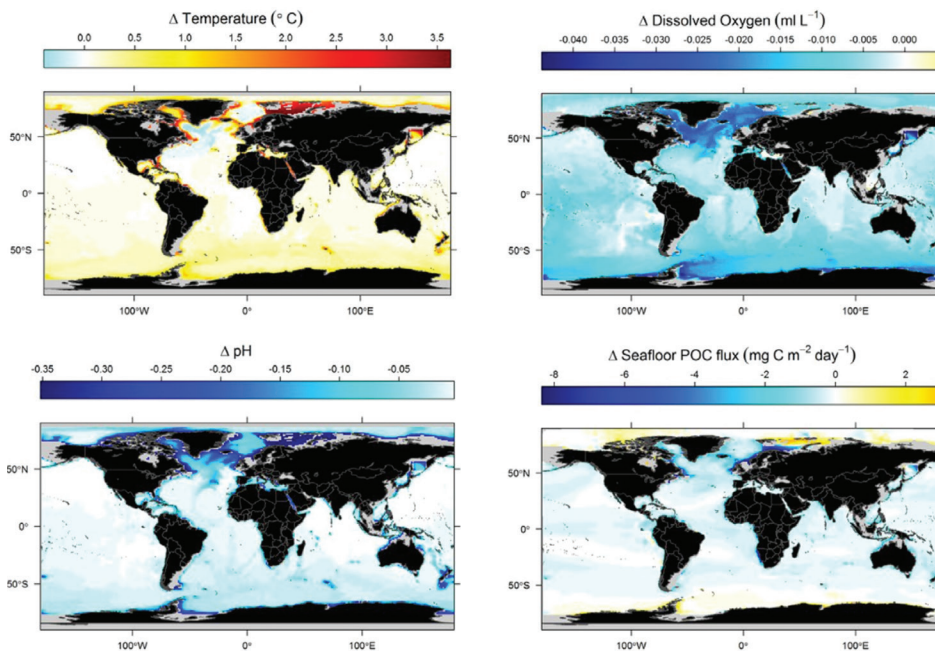 Δ Temperature (° C)
0.0 0.5 1.0 1.5 2.0 2.5 3.0 3.5
50°N
0°
50°S
100°W 0° 100°E
Δ Dissolved Oxygen (ml L⁻¹)
-0.040 -0.030 -0.025 -0.020 -0.015 -0.010 -0.005 0.000
50°N
0°
50°S
100°W 0° 100°E
Δ pH
-0.35 -0.25 -0.20 -0.15 -0.10 -0.05
50°N
0°
50°S
100°W 0° 100°E
Δ Seafloor POC flux (mg C m⁻² day⁻¹)
-8 -6 -4 -2 0 2
50°N
0°
50°S
100°W 0° 100°E